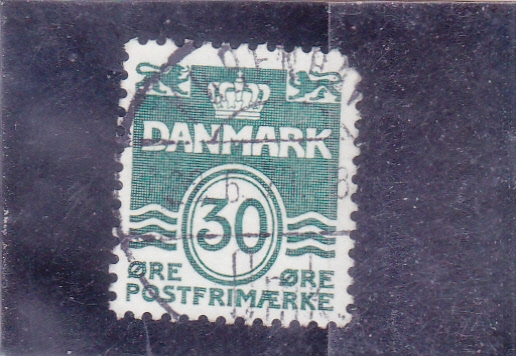 DANMARK
30
ØRE ØRE
POSTFRIMÆRKE